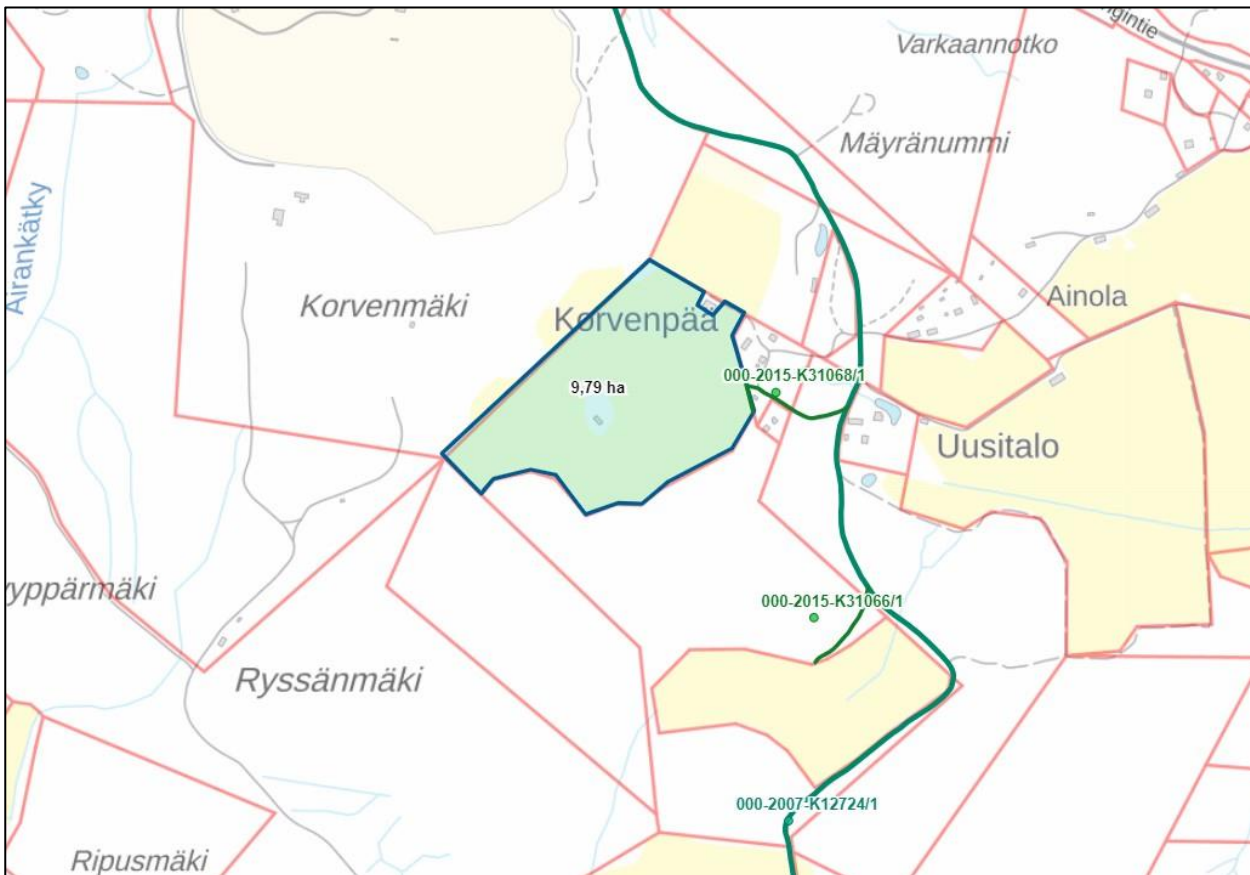 Varkaannotko
Mäyränummi
Airankätky
Korvenmäki
Korvenpää
Ainola
000-2015-K31068/1
9,79 ha
Uusitalo
000-2015-K31066/1
Ryssänmäki
000-2007-K12724/1
Ripusmäki